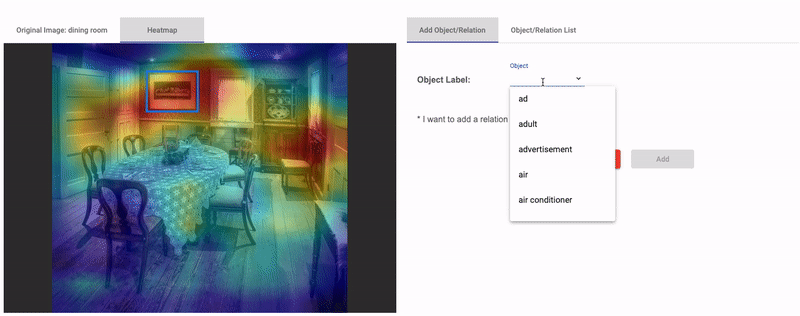 Original Image: dining room
Heatmap
Add Object/Relation
Object/Relation List
Object
Object Label:
ad
adult
* I want to add a relation
advertisement
air
Add
air conditioner